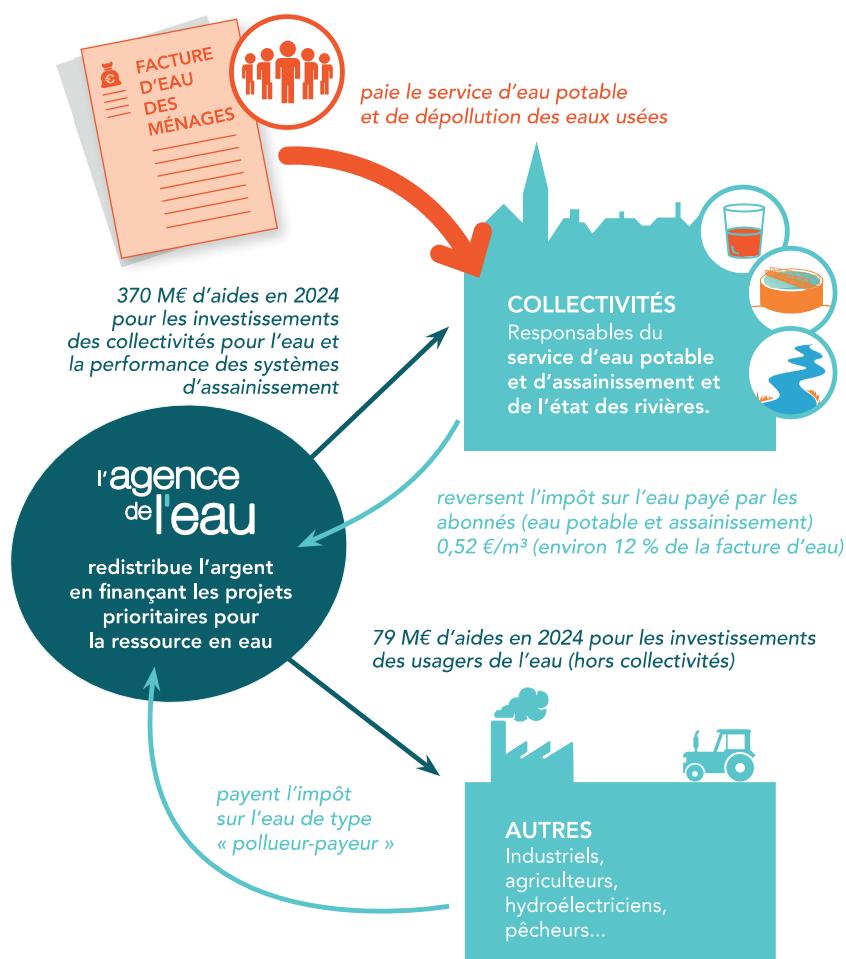 FACTURE
D'EAU
DES
MÉNAGES
€
paie le service d'eau potable
et de dépollution des eaux usées
370 M€ d'aides en 2024
pour les investissements
des collectivités pour l'eau et
la performance des systèmes
d'assainissement
COLLECTIVITÉS
Responsables du
service d'eau potable
et d'assainissement et
de l'état des rivières.
l'agence
de l'eau
redistribue l'argent
en finançant les projets
prioritaires pour
la ressource en eau
reversent l'impôt sur l'eau payé par les
abonnés (eau potable et assainissement)
0,52 €/m³ (environ 12 % de la facture d'eau)
79 M€ d'aides en 2024 pour les investissements
des usagers de l'eau (hors collectivités)
payent l'impôt
sur l'eau de type
« pollueur-payeur »
AUTRES
Industriels,
agriculteurs,
hydroélectriciens,
pêcheurs...